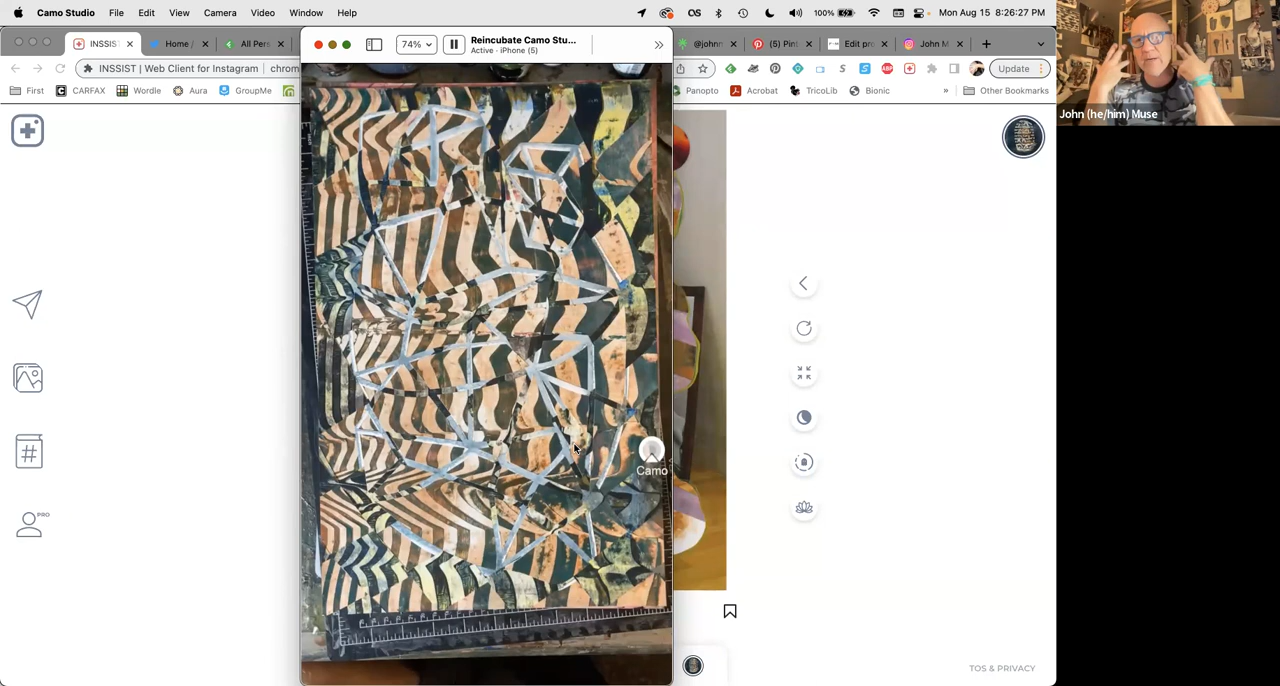 Camo Studio File Edit View Camera Video Window Help 100% Mon Aug 15 8:26:27 PM
INSSIST Home / All Pers 74% Reincubate Camo Stu... @johnr (5) Pint Edit pro John M
Active · iPhone (5)
INSSIST | Web Client for Instagram chrom Update
First CARFAX Wordle Aura GroupMe Panopto Acrobat TricoLib Bionic » Other Bookmarks
ABP
John (he/him) Muse
#
PRO
Camo
TOS & PRIVACY